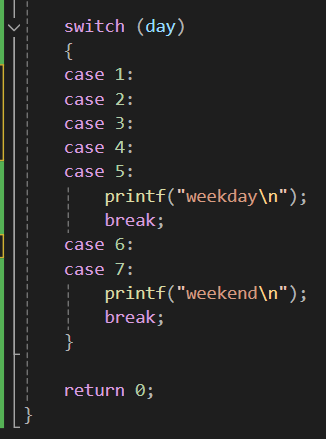 switch (day)
{
case 1:
case 2:
case 3:
case 4:
case 5:
printf("weekday\n");
break;
case 6:
case 7:
printf("weekend\n");
break;
}
return 0;
}